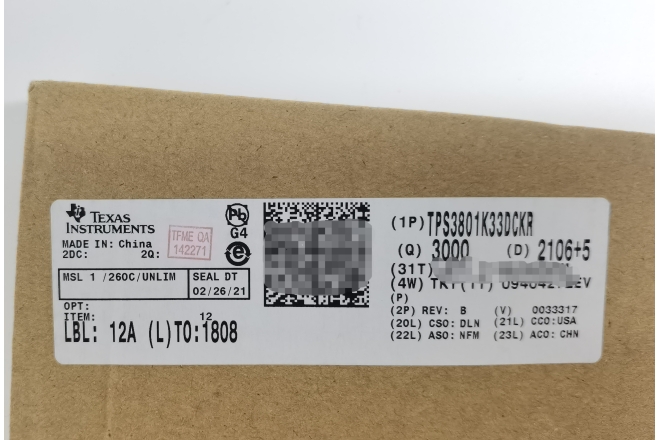 TEXAS
INSTRUMENTS
MADE IN: China
2DC: 2Q:
TFME QA
142271
Pb
G4
e
MSL 1 /260C/UNLIM
SEAL DT
02/26/21
OPT:
ITEM: 12
LBL: 12A (L)TO:1808
(1P) TPS3801K33DCKR
(Q) 3000 (D) 2106+5
(31T)
(4W) TKY(1T)
(P)
(2P) REV: B (V) 0033317
(20L) CSO: DLN (21L) CCO:USA
(22L) ASO: NFM (23L) ACO: CHN